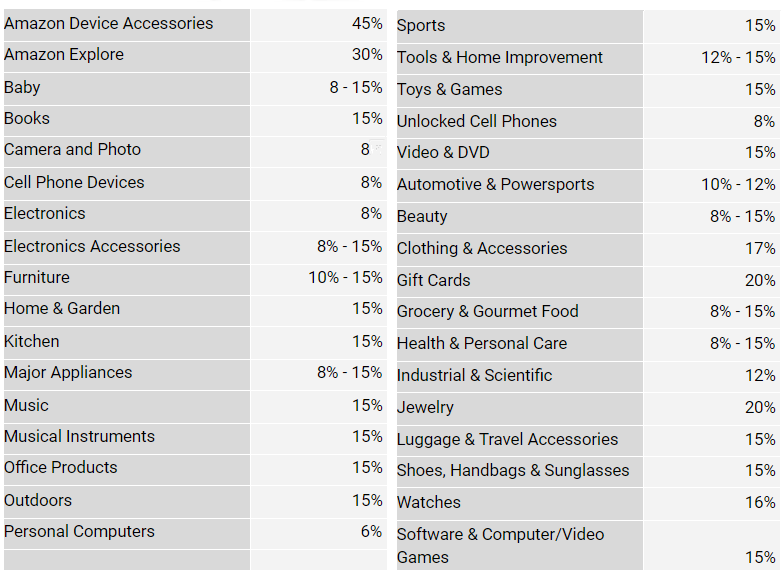 Amazon Device Accessories 45%
Amazon Explore 30%
Baby 8 - 15%
Books 15%
Camera and Photo 8
Cell Phone Devices 8%
Electronics 8%
Electronics Accessories 8% - 15%
Furniture 10% - 15%
Home & Garden 15%
Kitchen 15%
Major Appliances 8% - 15%
Music 15%
Musical Instruments 15%
Office Products 15%
Outdoors 15%
Personal Computers 6%
Sports 15%
Tools & Home Improvement 12% - 15%
Toys & Games 15%
Unlocked Cell Phones 8%
Video & DVD 15%
Automotive & Powersports 10% - 12%
Beauty 8% - 15%
Clothing & Accessories 17%
Gift Cards 20%
Grocery & Gourmet Food 8% - 15%
Health & Personal Care 8% - 15%
Industrial & Scientific 12%
Jewelry 20%
Luggage & Travel Accessories 15%
Shoes, Handbags & Sunglasses 15%
Watches 16%
Software & Computer/Video
Games 15%